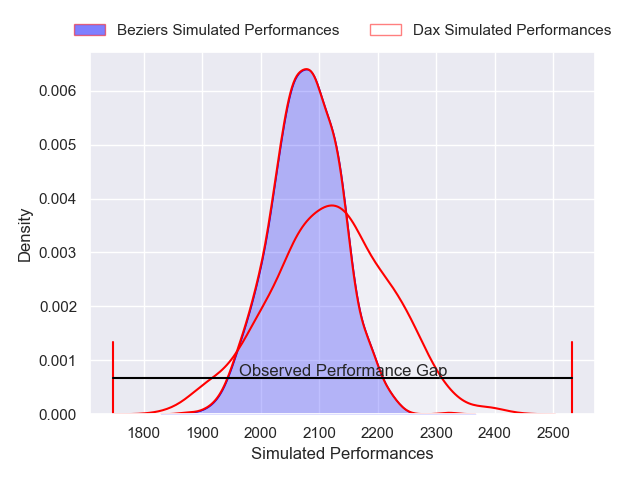 Beziers Simulated Performances
Dax Simulated Performances
0.006
0.005
0.004
0.003
0.002
0.001
0.000
Density
Observed Performance Gap
1800 1900 2000 2100 2200 2300 2400 2500
Simulated Performances